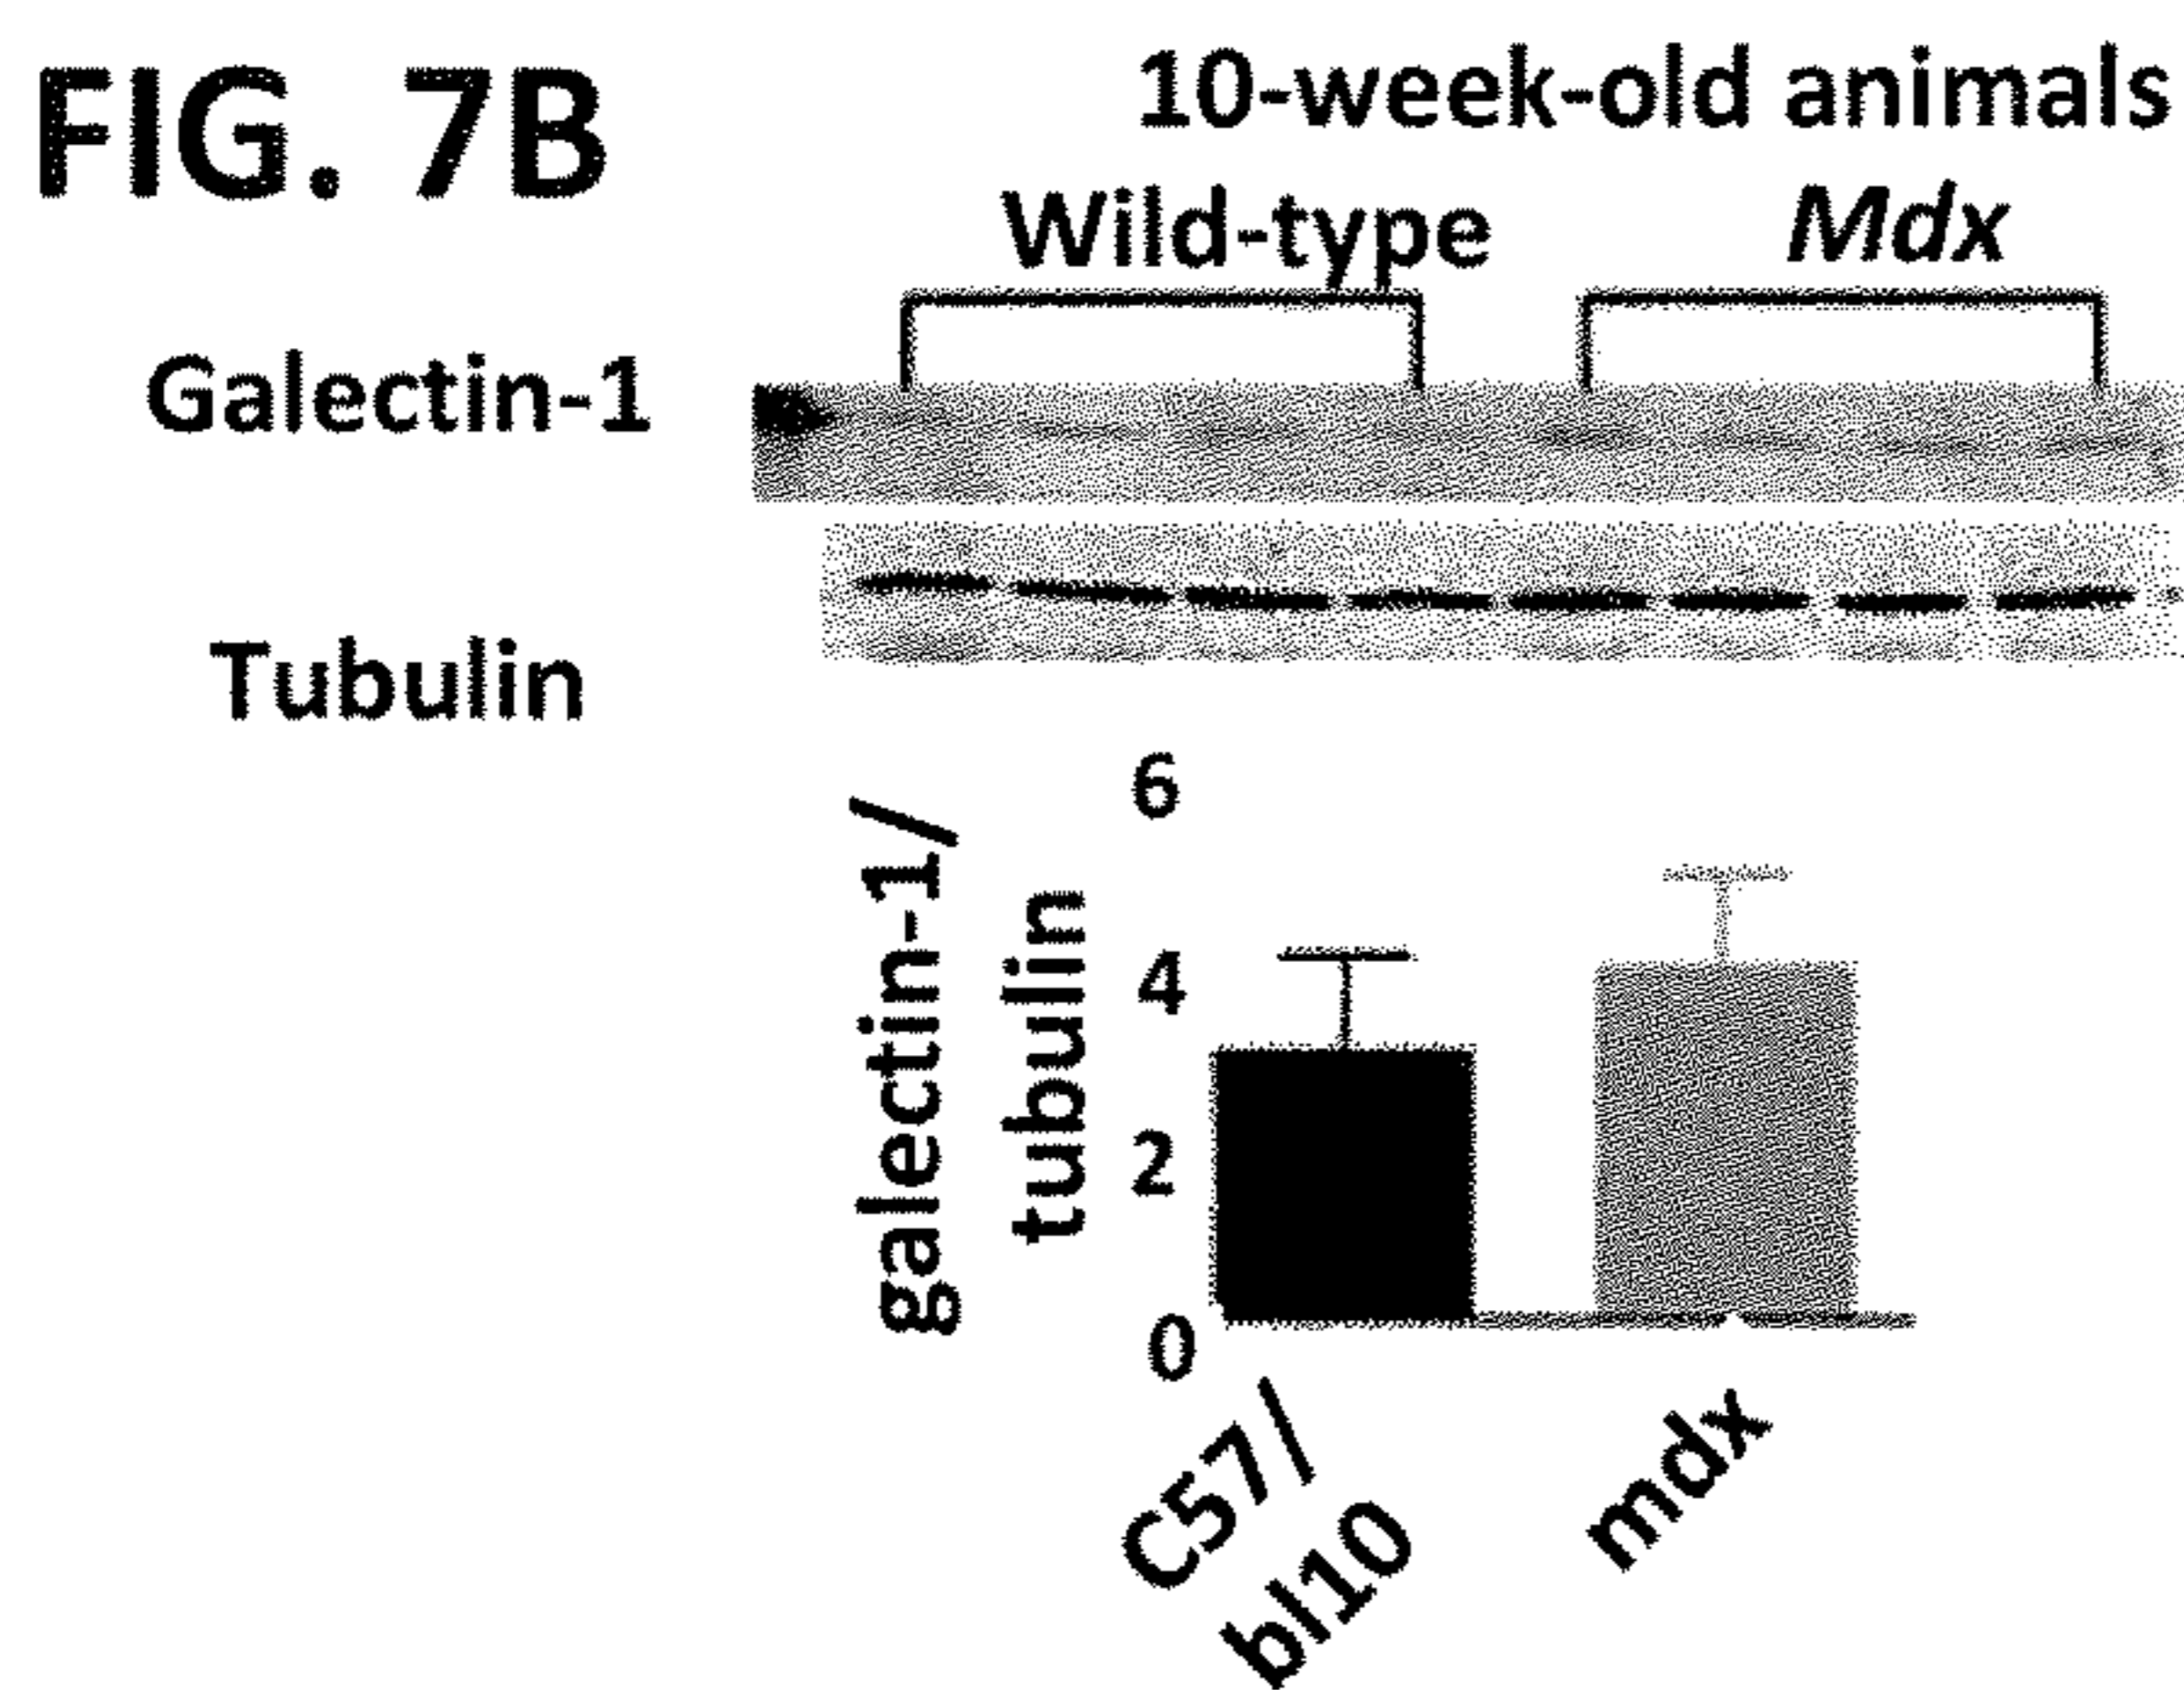 FIG. 7B
10-week-old animals
Wild-type
Mdx
Galectin-1
Tubulin
galectin-1/
tubulin
6
4
2
0
C57/
bl10
mdx